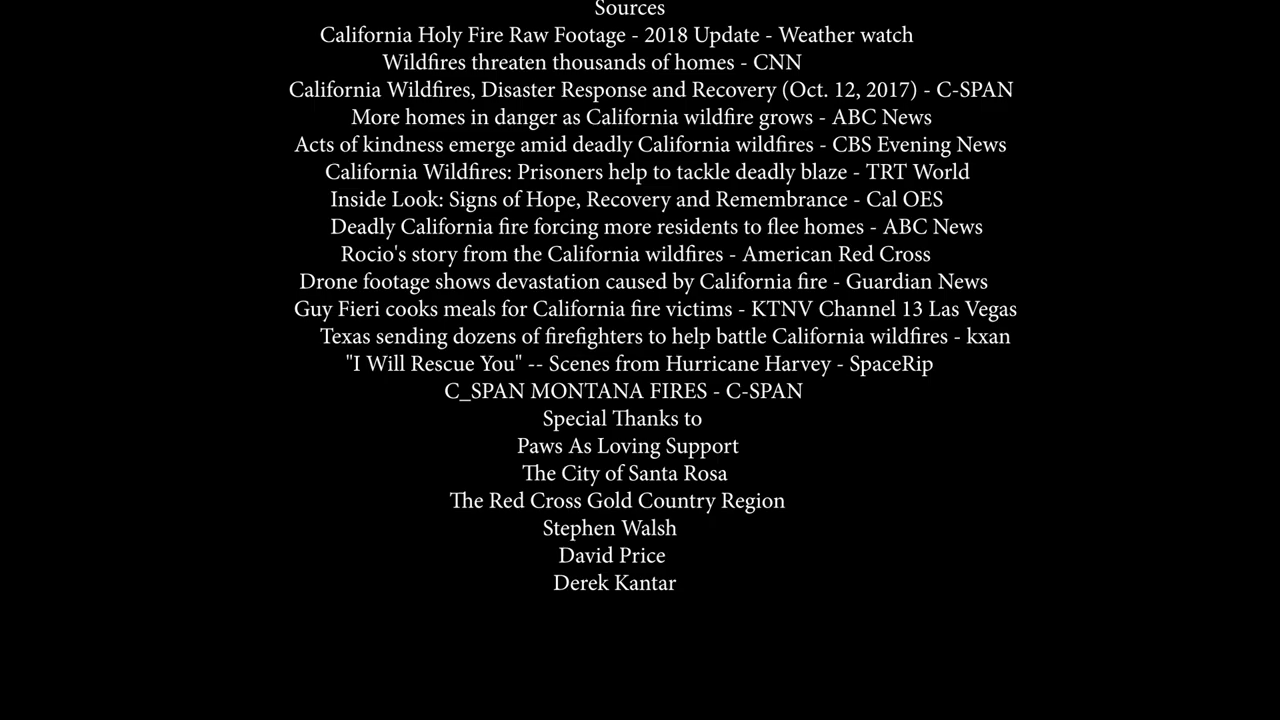 Sources
California Holy Fire Raw Footage - 2018 Update - Weather watch
Wildfires threaten thousands of homes - CNN
California Wildfires, Disaster Response and Recovery (Oct. 12, 2017) - C-SPAN
More homes in danger as California wildfire grows - ABC News
Acts of kindness emerge amid deadly California wildfires - CBS Evening News
California Wildfires: Prisoners help to tackle deadly blaze - TRT World
Inside Look: Signs of Hope, Recovery and Remembrance - Cal OES
Deadly California fire forcing more residents to flee homes - ABC News
Rocio's story from the California wildfires - American Red Cross
Drone footage shows devastation caused by California fire - Guardian News
Guy Fieri cooks meals for California fire victims - KTNV Channel 13 Las Vegas
Texas sending dozens of firefighters to help battle California wildfires - kxan
"I Will Rescue You" -- Scenes from Hurricane Harvey - SpaceRip
C_SPAN MONTANA FIRES - C-SPAN
Special Thanks to
Paws As Loving Support
The City of Santa Rosa
The Red Cross Gold Country Region
Stephen Walsh
David Price
Derek Kantar